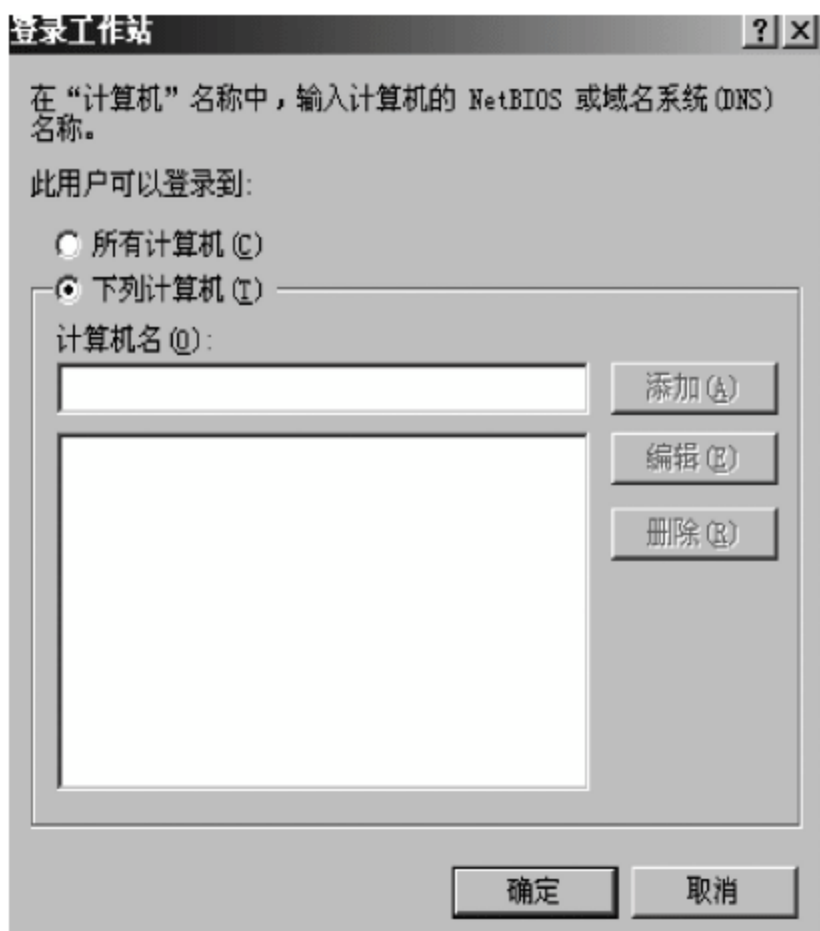 登录工作站
在“计算机”名称中，输入计算机的 NetBIOS 或域名系统(DNS)
名称。
此用户可以登录到:
所有计算机(C)
下列计算机(T)
计算机名(O):
添加(A)
编辑(E)
删除(R)
确定
取消